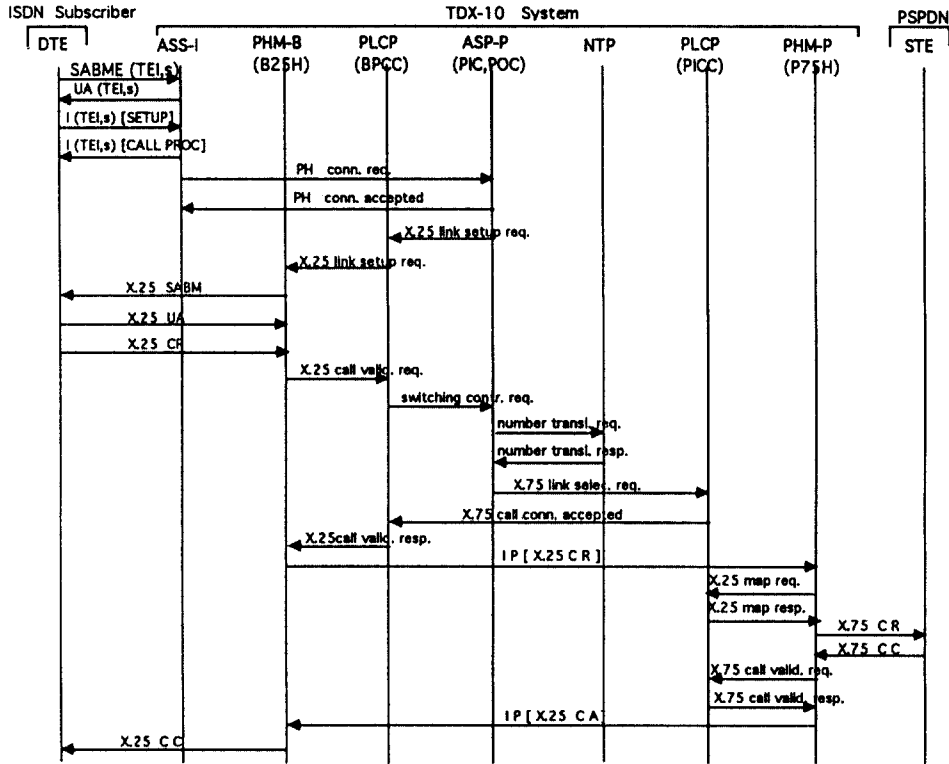 ISDN Subscriber TDX-10 System PSPDN
DTE ASS-I PHM-B PLCP ASP-P NTP PLCP PHM-P STE
(B25H) (BPCC) (PIC,POC) (PICC) (P75H)
SABME (TEI,s)
UA (TEI,s)
I (TEI,s) [SETUP]
I (TEI,s) [CALL PROC]
PH conn. req.
PH conn. accepted
X.25 link setup req.
X.25 link setup req.
X.25 SABM
X.25 UA
X.25 CR
X.25 call valid. req.
switching contr. req.
number transl. req.
number transl. resp.
X.75 link selec. req.
X.75 call conn. accepted
X.25call valid. resp.
I P [ X.25 C R ]
X.25 map req.
X.25 map resp.
X.75 C R
X.75 C C
X.75 call valid. req.
X.75 call valid. resp.
I P [ X.25 C A ]
X.25 C C